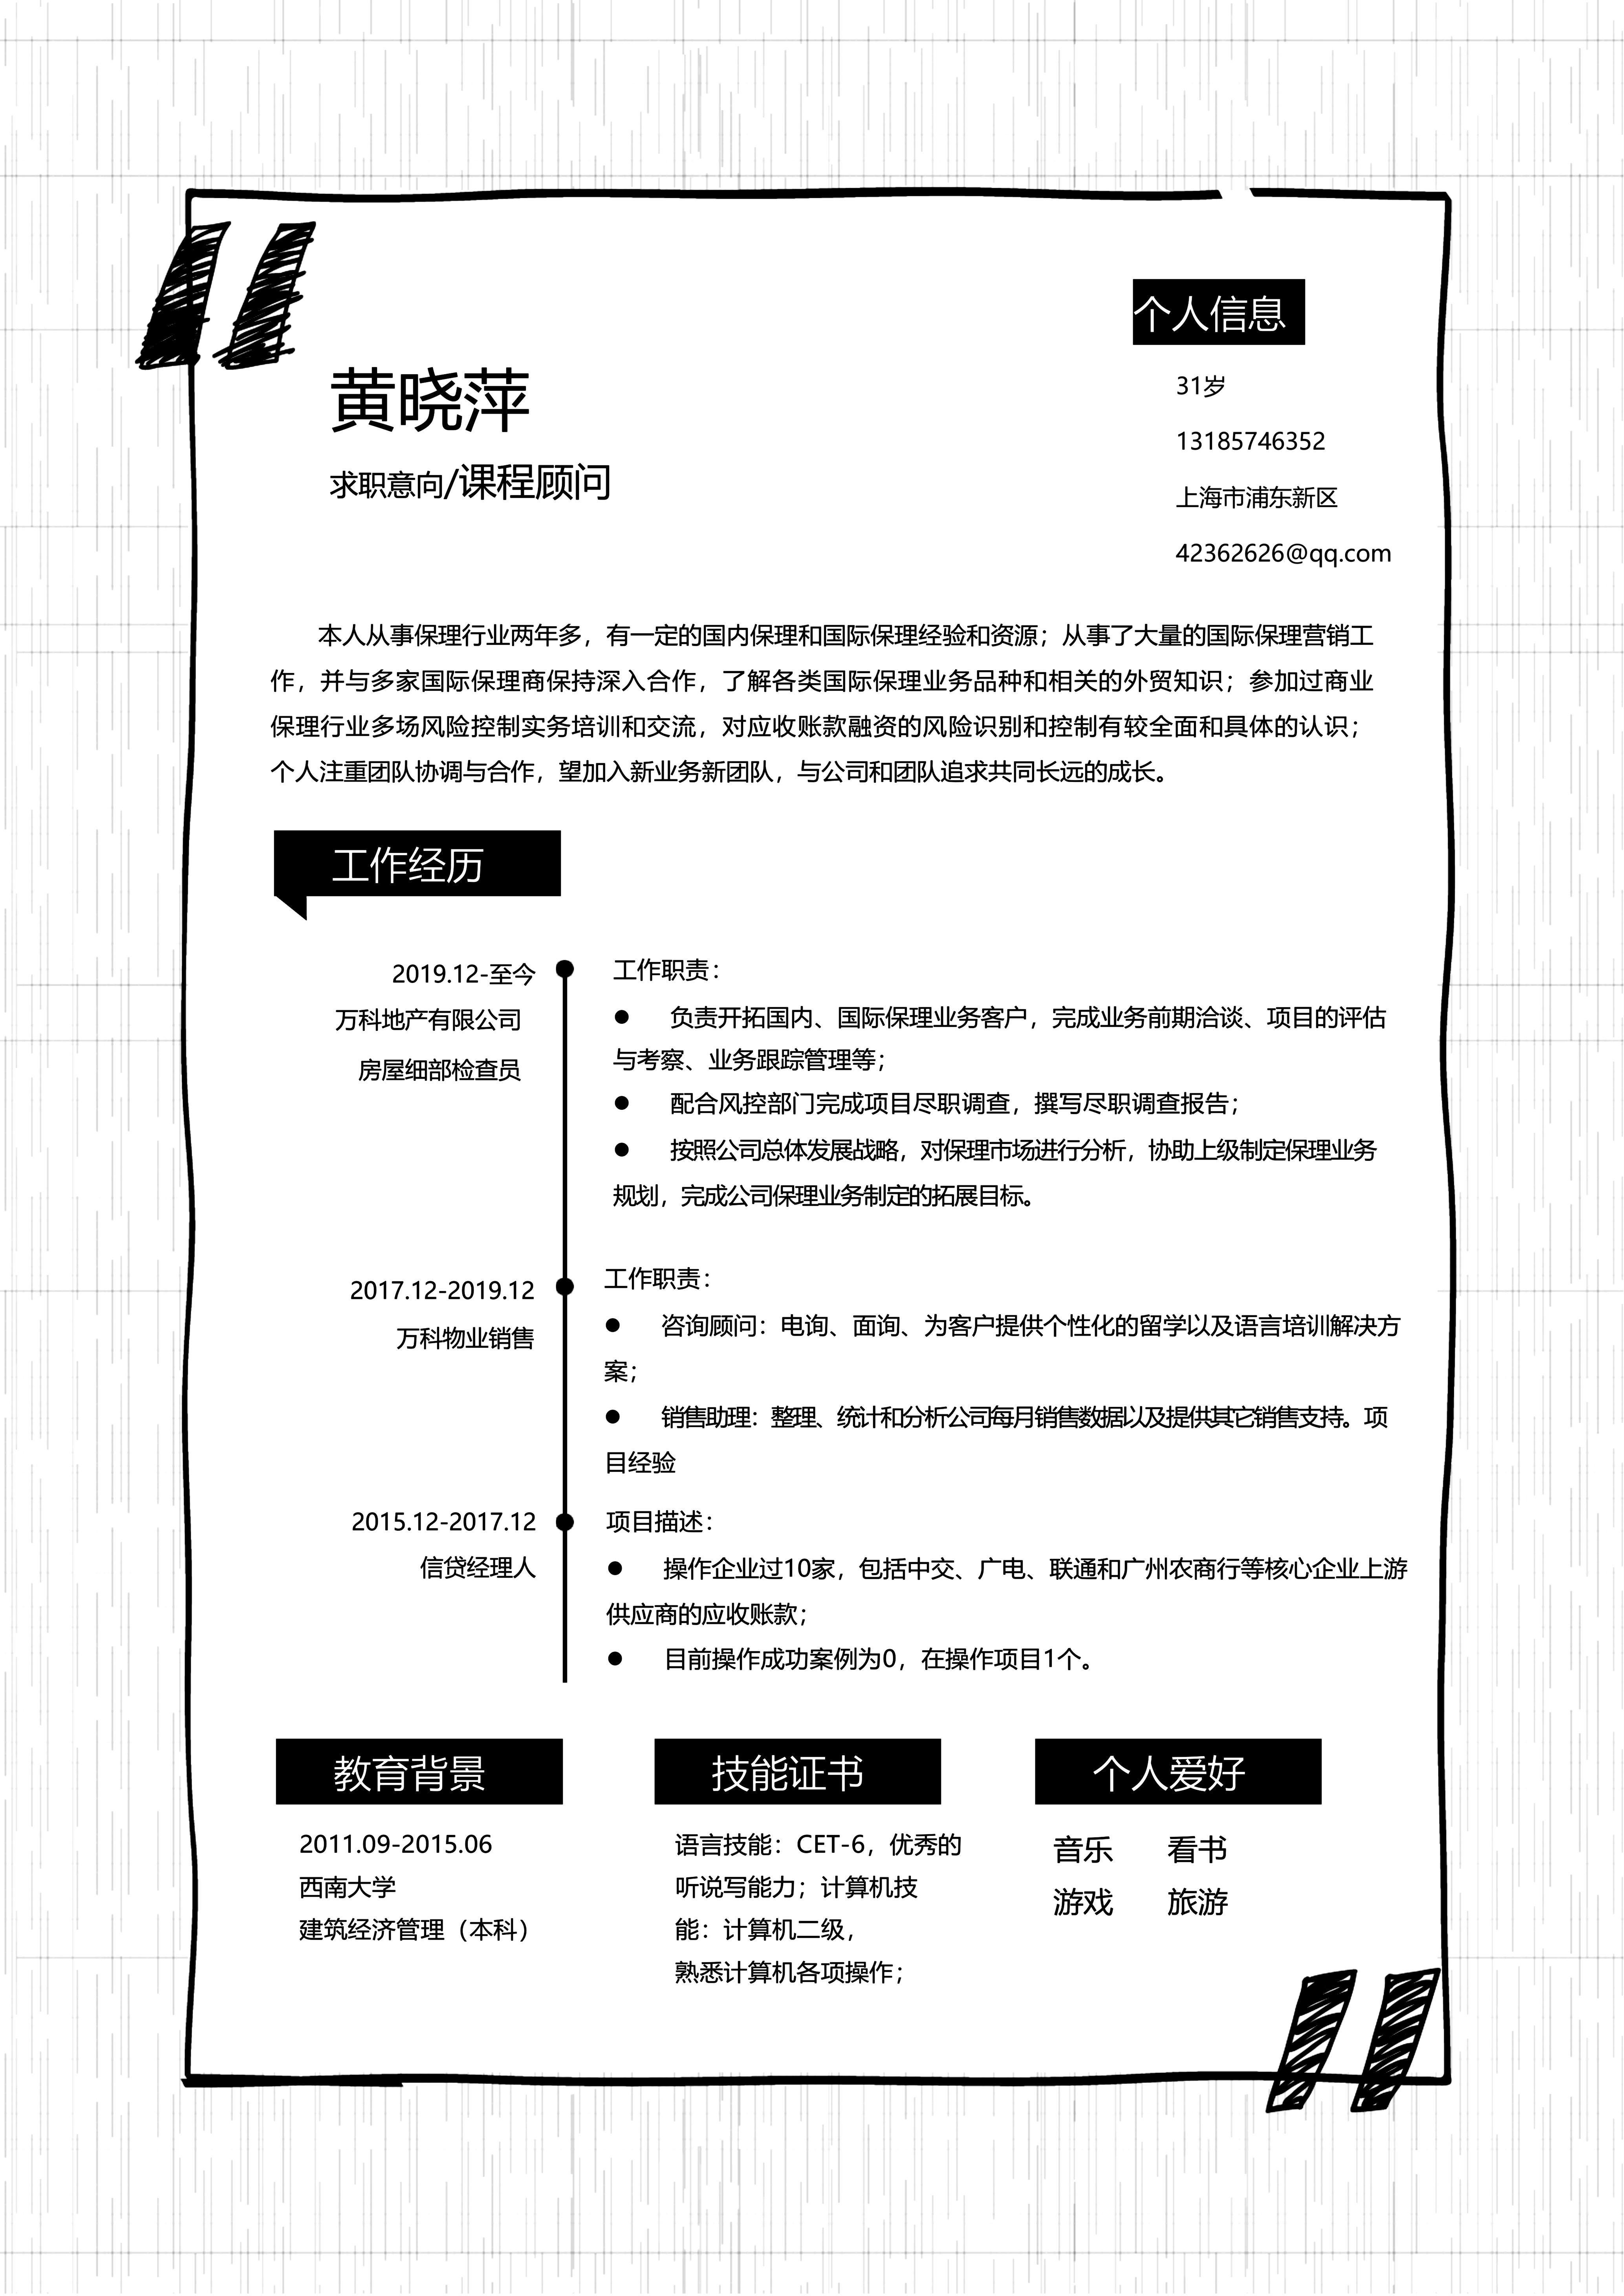 个人信息
黄晓萍
求职意向/课程顾问
31岁
13185746352
上海市浦东新区
42362626@qq.com
本人从事保理行业两年多，有一定的国内保理和国际保理经验和资源；从事了大量的国际保理营销工
作，并与多家国际保理商保持深入合作，了解各类国际保理业务品种和相关的外贸知识；参加过商业
保理行业多场风险控制实务培训和交流，对应收账款融资的风险识别和控制有较全面和具体的认识；
个人注重团队协调与合作，望加入新业务新团队，与公司和团队追求共同长远的成长。
工作经历
2019.12-至今
万科地产有限公司
房屋细部检查员
工作职责：
● 负责开拓国内、国际保理业务客户，完成业务前期洽谈、项目的评估
与考察、业务跟踪管理等；
● 配合风控部门完成项目尽职调查，撰写尽职调查报告；
● 按照公司总体发展战略，对保理市场进行分析，协助上级制定保理业务
规划，完成公司保理业务制定的拓展目标。
2017.12-2019.12
万科物业销售
工作职责：
● 咨询顾问：电询、面询、为客户提供个性化的留学以及语言培训解决方
案；
● 销售助理：整理、统计和分析公司每月销售数据以及提供其它销售支持。项
目经验
2015.12-2017.12
信贷经理人
项目描述：
● 操作企业过10家，包括中交、广电、联通和广州农商行等核心企业上游
供应商的应收账款；
● 目前操作成功案例为0，在操作项目1个。
教育背景
2011.09-2015.06
西南大学
建筑经济管理（本科）
技能证书
语言技能：CET-6，优秀的
听说写能力；计算机技
能：计算机二级，
熟悉计算机各项操作；
个人爱好
音乐 看书
游戏 旅游